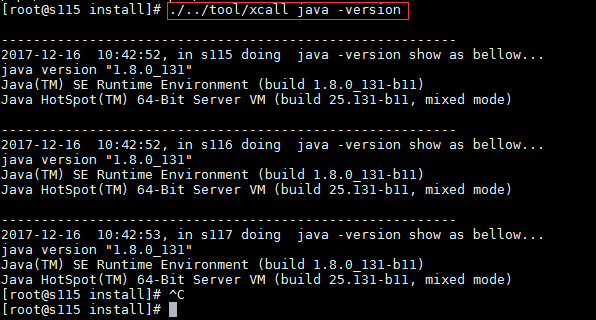 [root@s115 install]# ./../tool/xcall java -version
------------------------------------------------------------
2017-12-16  10:42:52, in s115 doing  java -version show as bellow...
java version "1.8.0_131"
Java(TM) SE Runtime Environment (build 1.8.0_131-b11)
Java HotSpot(TM) 64-Bit Server VM (build 25.131-b11, mixed mode)
------------------------------------------------------------
2017-12-16  10:42:52, in s116 doing  java -version show as bellow...
java version "1.8.0_131"
Java(TM) SE Runtime Environment (build 1.8.0_131-b11)
Java HotSpot(TM) 64-Bit Server VM (build 25.131-b11, mixed mode)
------------------------------------------------------------
2017-12-16  10:42:53, in s117 doing  java -version show as bellow...
java version "1.8.0_131"
Java(TM) SE Runtime Environment (build 1.8.0_131-b11)
Java HotSpot(TM) 64-Bit Server VM (build 25.131-b11, mixed mode)
[root@s115 install]# ^C
[root@s115 install]#